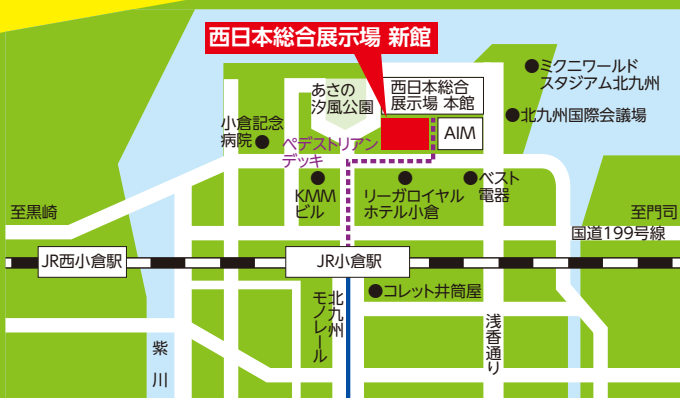 西日本総合展示場 新館
ミクニワールド
スタジアム北九州
あさの
汐風公園
西日本総合
展示場 本館
北九州国際会議場
小倉記念
病院
AIM
ペデストリアン
デッキ
KMM
ビル
リーガロイヤル
ホテル小倉
ベスト
電器
至黒崎
至門司
国道199号線
JR西小倉駅
JR小倉駅
コレット井筒屋
北九州
モノレール
浅香通り
紫川